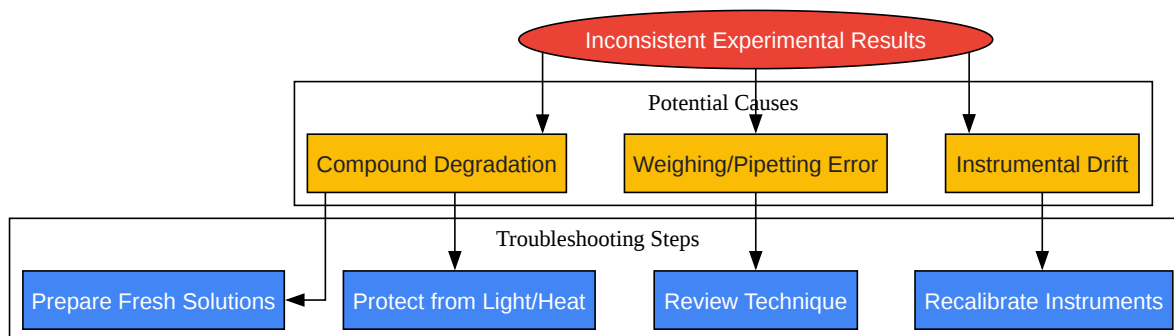 Inconsistent Experimental Results
Potential Causes
Compound Degradation
Weighing/Pipetting Error
Instrumental Drift
Troubleshooting Steps
Prepare Fresh Solutions
Protect from Light/Heat
Review Technique
Recalibrate Instruments